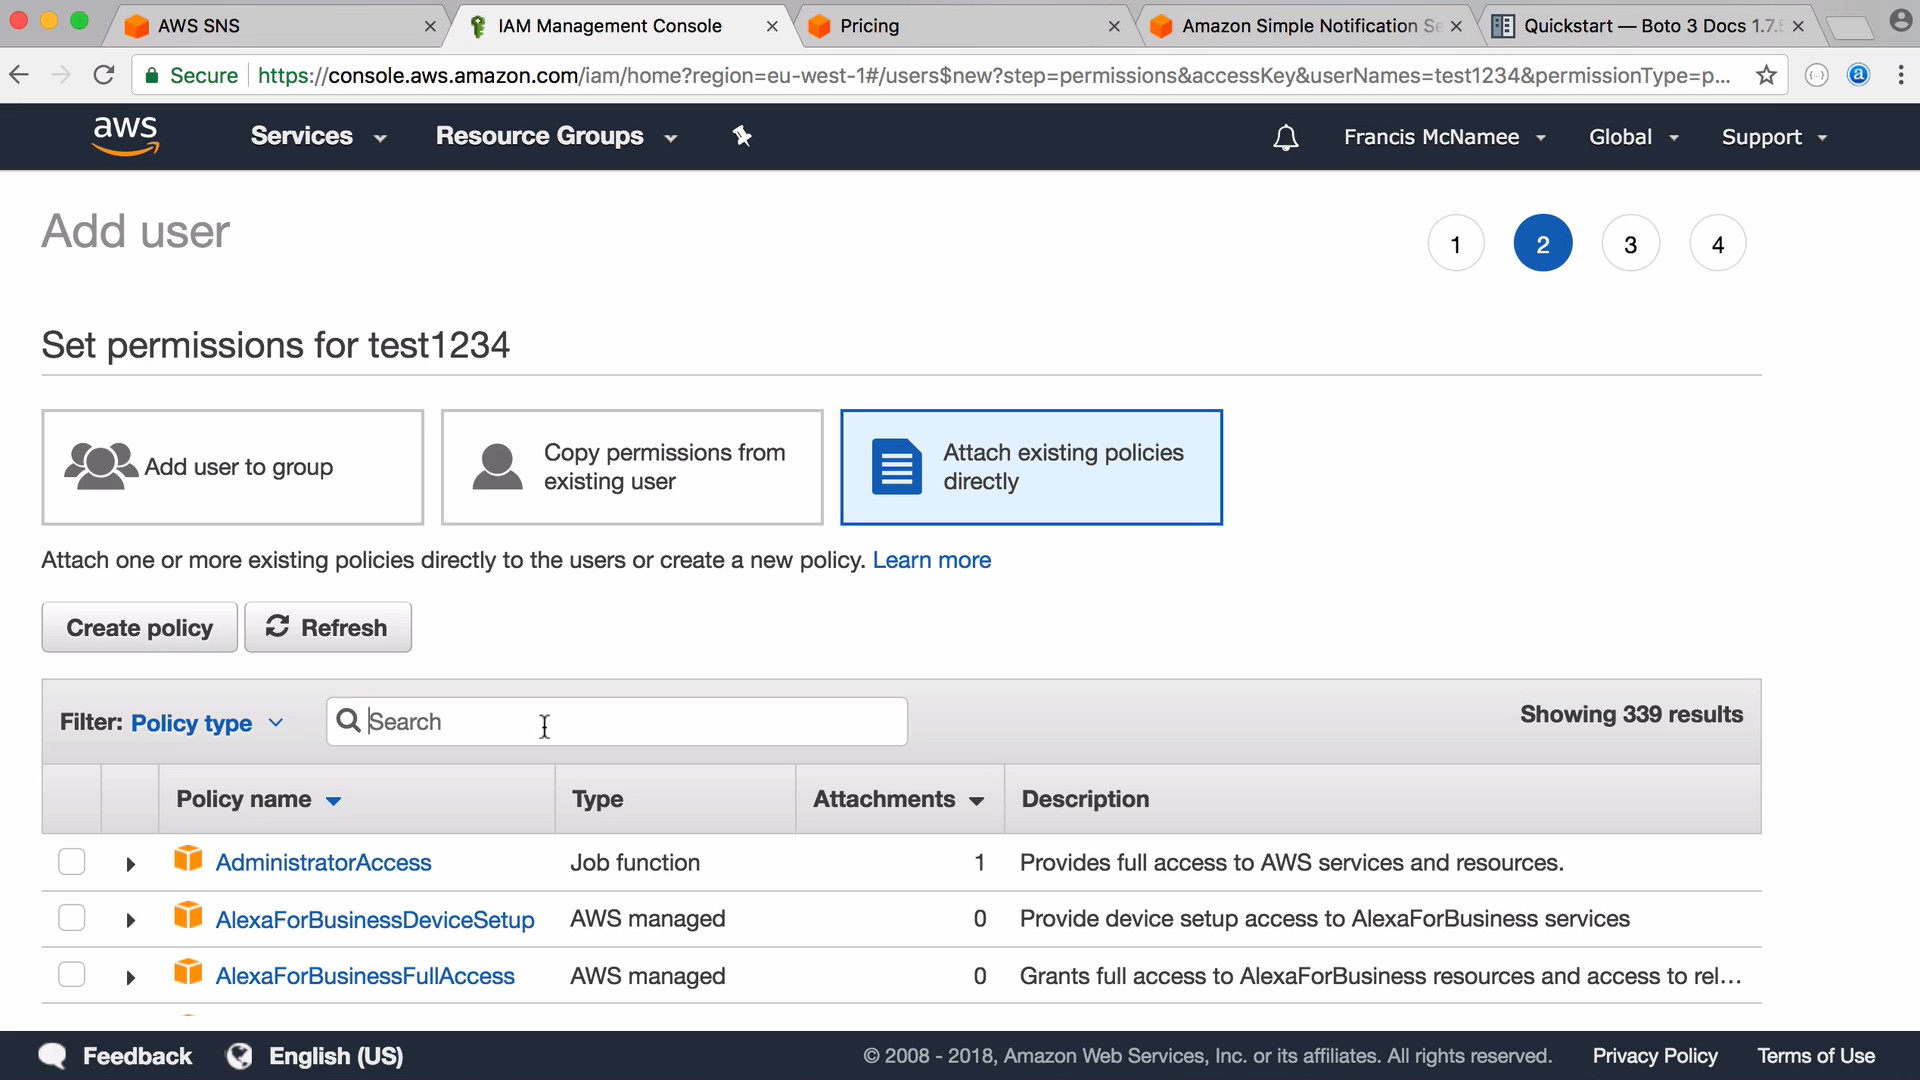 AWS SNS
IAM Management Console
Pricing
Amazon Simple Notification Se
Quickstart — Boto 3 Docs 1.7.
Secure
https://console.aws.amazon.com/iam/home?region=eu-west-1#/users$new?step=permissions&accessKey&userNames=test1234&permissionType=p...
aws
Services
Resource Groups
Francis McNamee
Global
Support
Add user
1
2
3
4
Set permissions for test1234
Add user to group
Copy permissions from
existing user
Attach existing policies
directly
Attach one or more existing policies directly to the users or create a new policy. Learn more
Create policy
Refresh
Filter: Policy type
Search
Showing 339 results
Policy name
Type
Attachments
Description
AdministratorAccess
Job function
1
Provides full access to AWS services and resources.
AlexaForBusinessDeviceSetup
AWS managed
0
Provide device setup access to AlexaForBusiness services
AlexaForBusinessFullAccess
AWS managed
0
Grants full access to AlexaForBusiness resources and access to rel...
Feedback
English (US)
© 2008 - 2018, Amazon Web Services, Inc. or its affiliates. All rights reserved.
Privacy Policy
Terms of Use